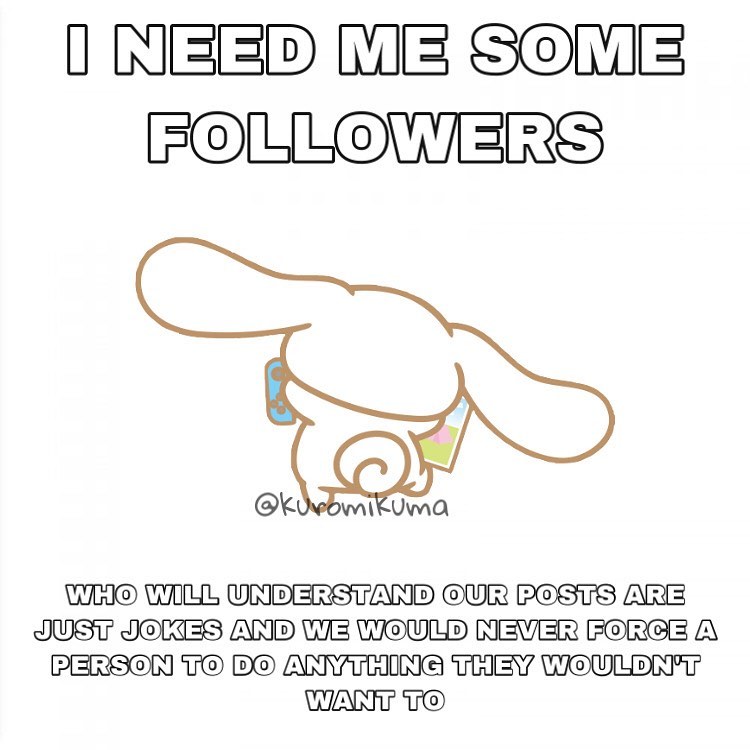 I NEED ME SOME
FOLLOWERS
@kuromikuma
WHO WILL UNDERSTAND OUR POSTS ARE
JUST JOKES AND WE WOULD NEVER FORCE A
PERSON TO DO ANYTHING THEY WOULDN'T
WANT TO